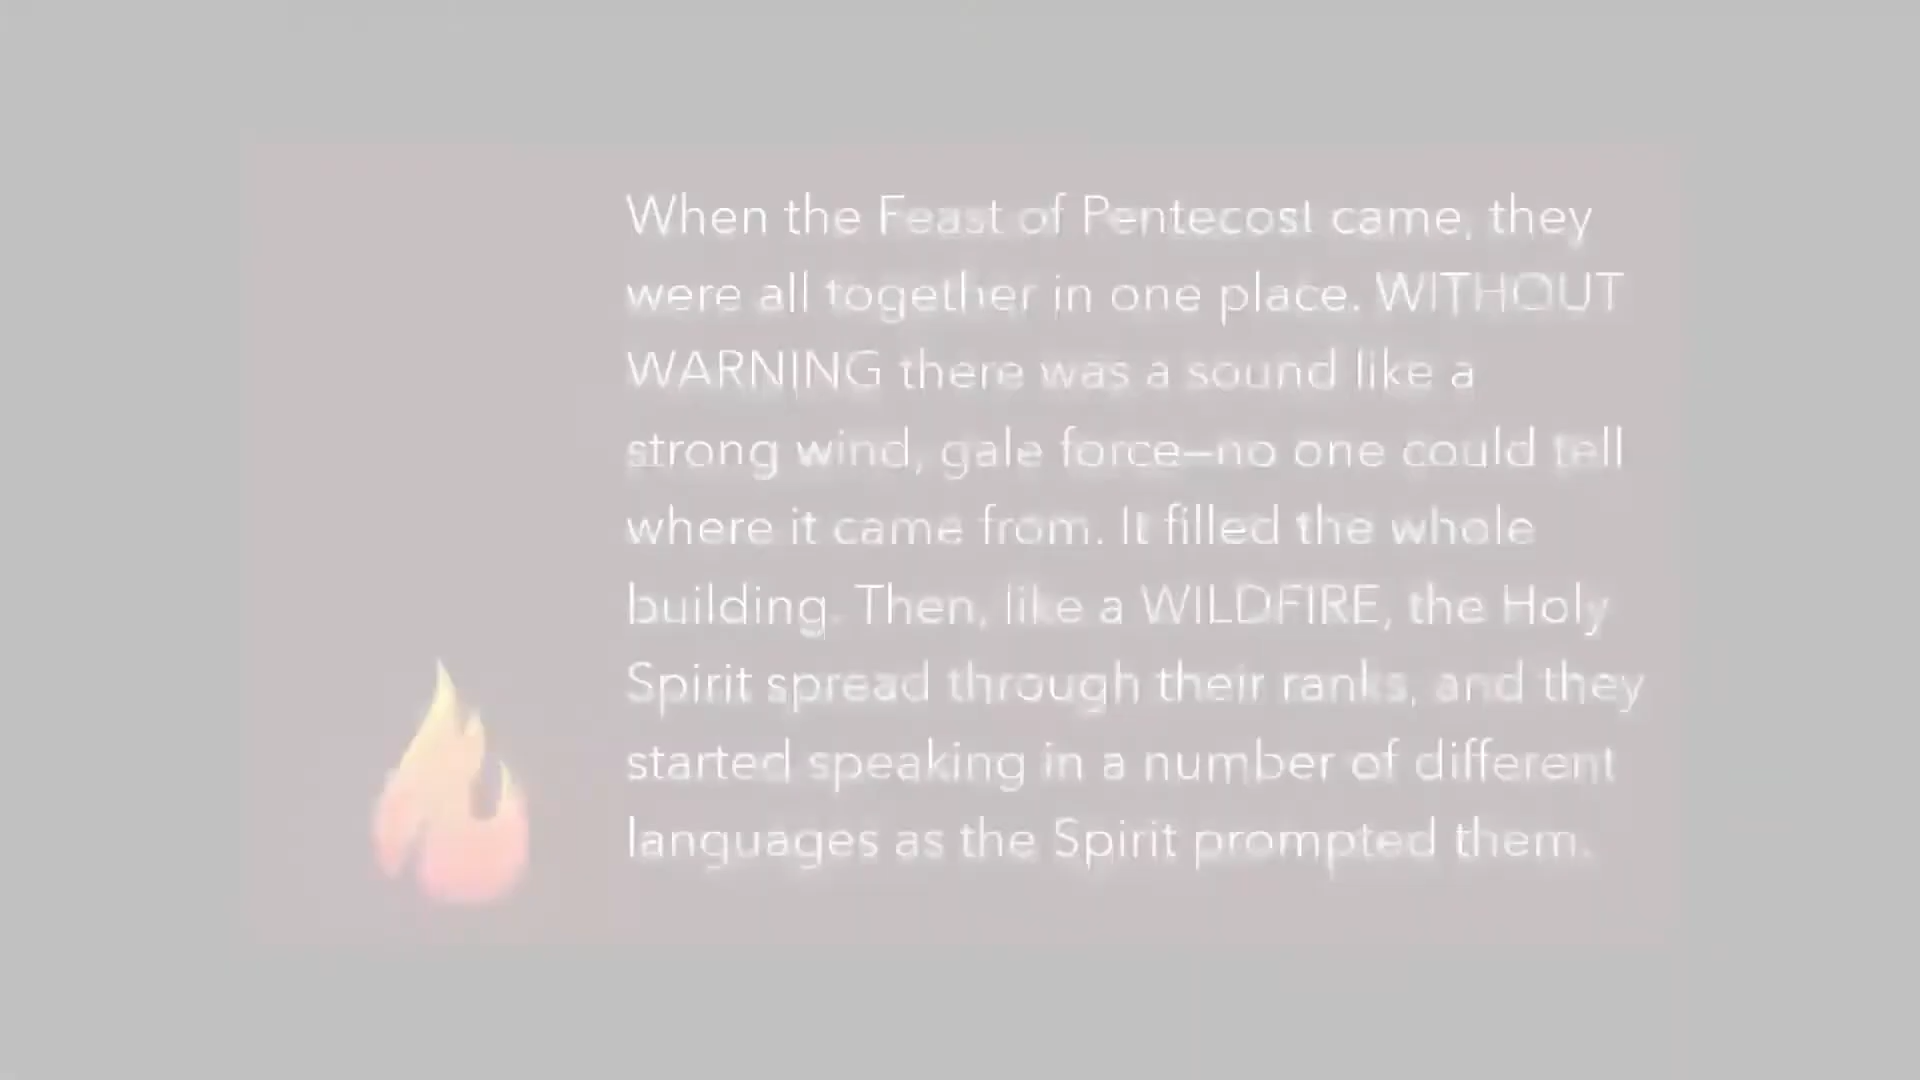 When the Feast of Pentecost came, they
were all together in one place. WITHOUT
WARNING there was a sound like a
strong wind, gale force—no one could tell
where it came from. It filled the whole
building. Then, like a WILDFIRE, the Holy
Spirit spread through their ranks, and they
started speaking in a number of different
languages as the Spirit prompted them.